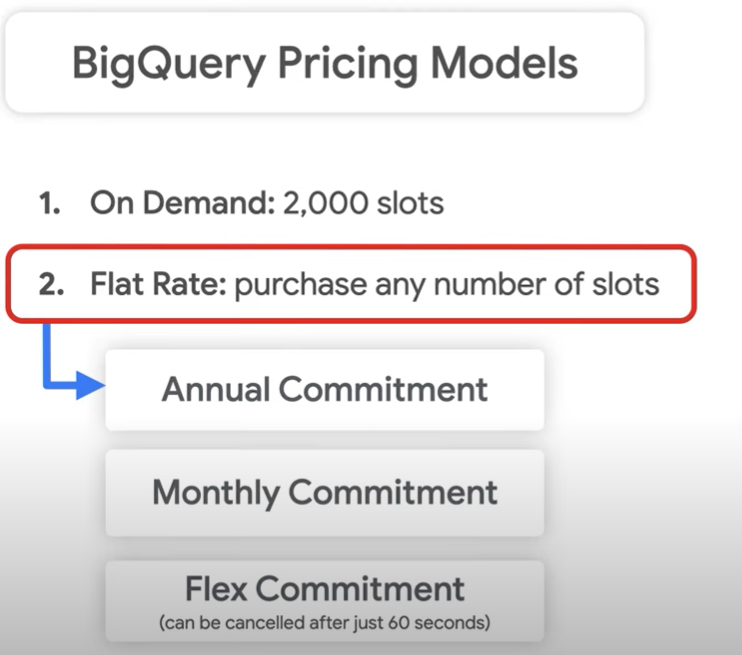 BigQuery Pricing Models
1. On Demand: 2,000 slots
2. Flat Rate: purchase any number of slots
Annual Commitment
Monthly Commitment
Flex Commitment
(can be cancelled after just 60 seconds)